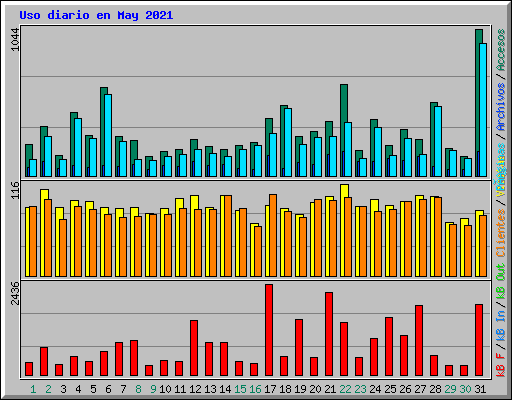 Uso diario en May 2021
1044
116
2436
kB F / kB In / kB Out Clientes / Accesos
/ Archivos /
1 2 3 4 5 6 7 8 9 10 11 12 13 14 15 16 17 18 19 20 21 22 23 24 25 26 27 28 29 30 31